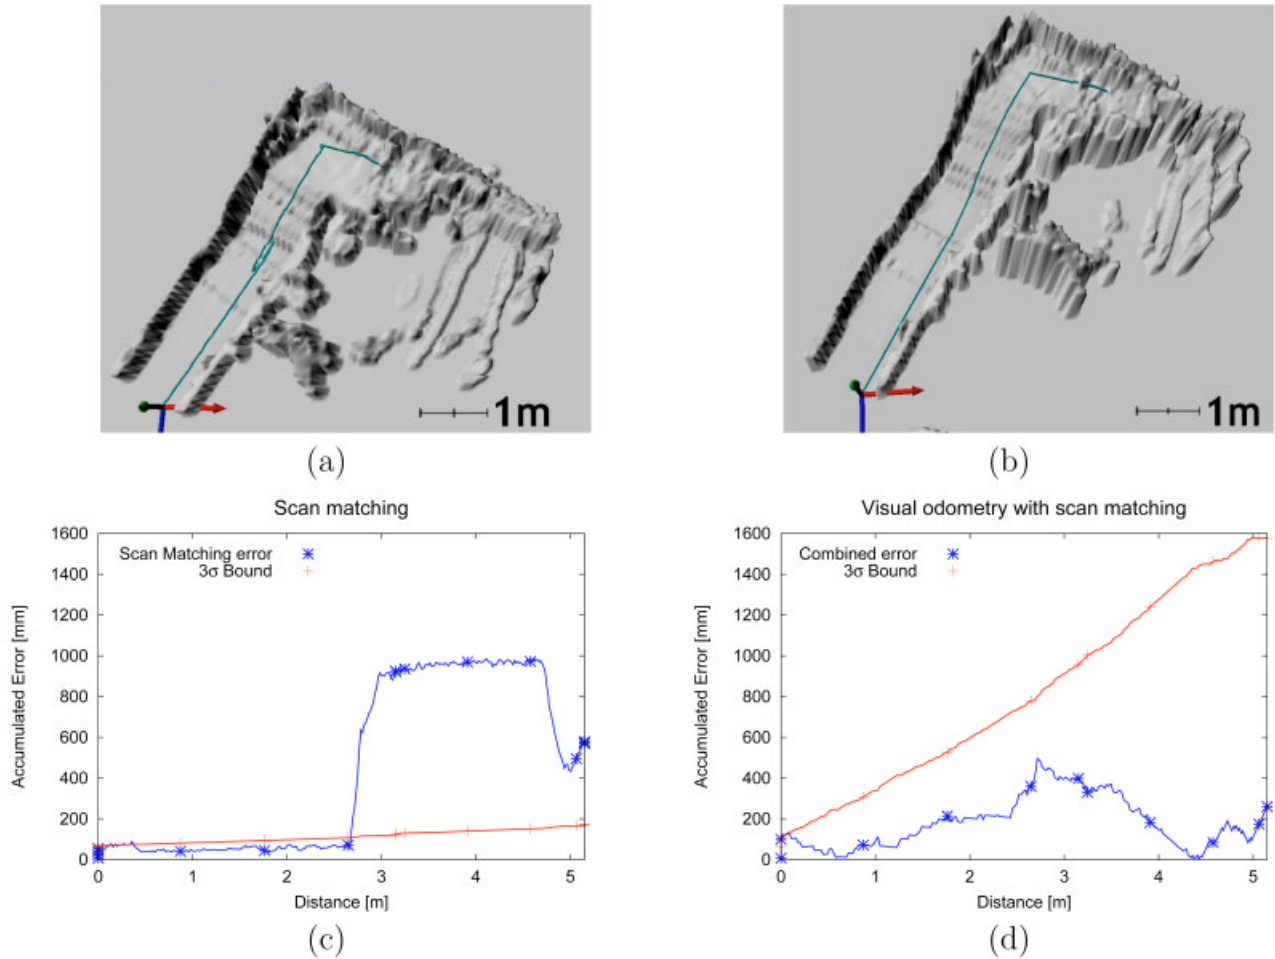 1m
1m
(a)
(b)
Scan matching
1600
1400
1200
1000
800
600
400
200
0
Accumulated Error [mm]
Scan Matching error
3σ Bound
0 1 2 3 4 5
Distance [m]
(c)
Visual odometry with scan matching
1600
1400
1200
1000
800
600
400
200
0
Accumulated Error [mm]
Combined error
3σ Bound
0 1 2 3 4 5
Distance [m]
(d)